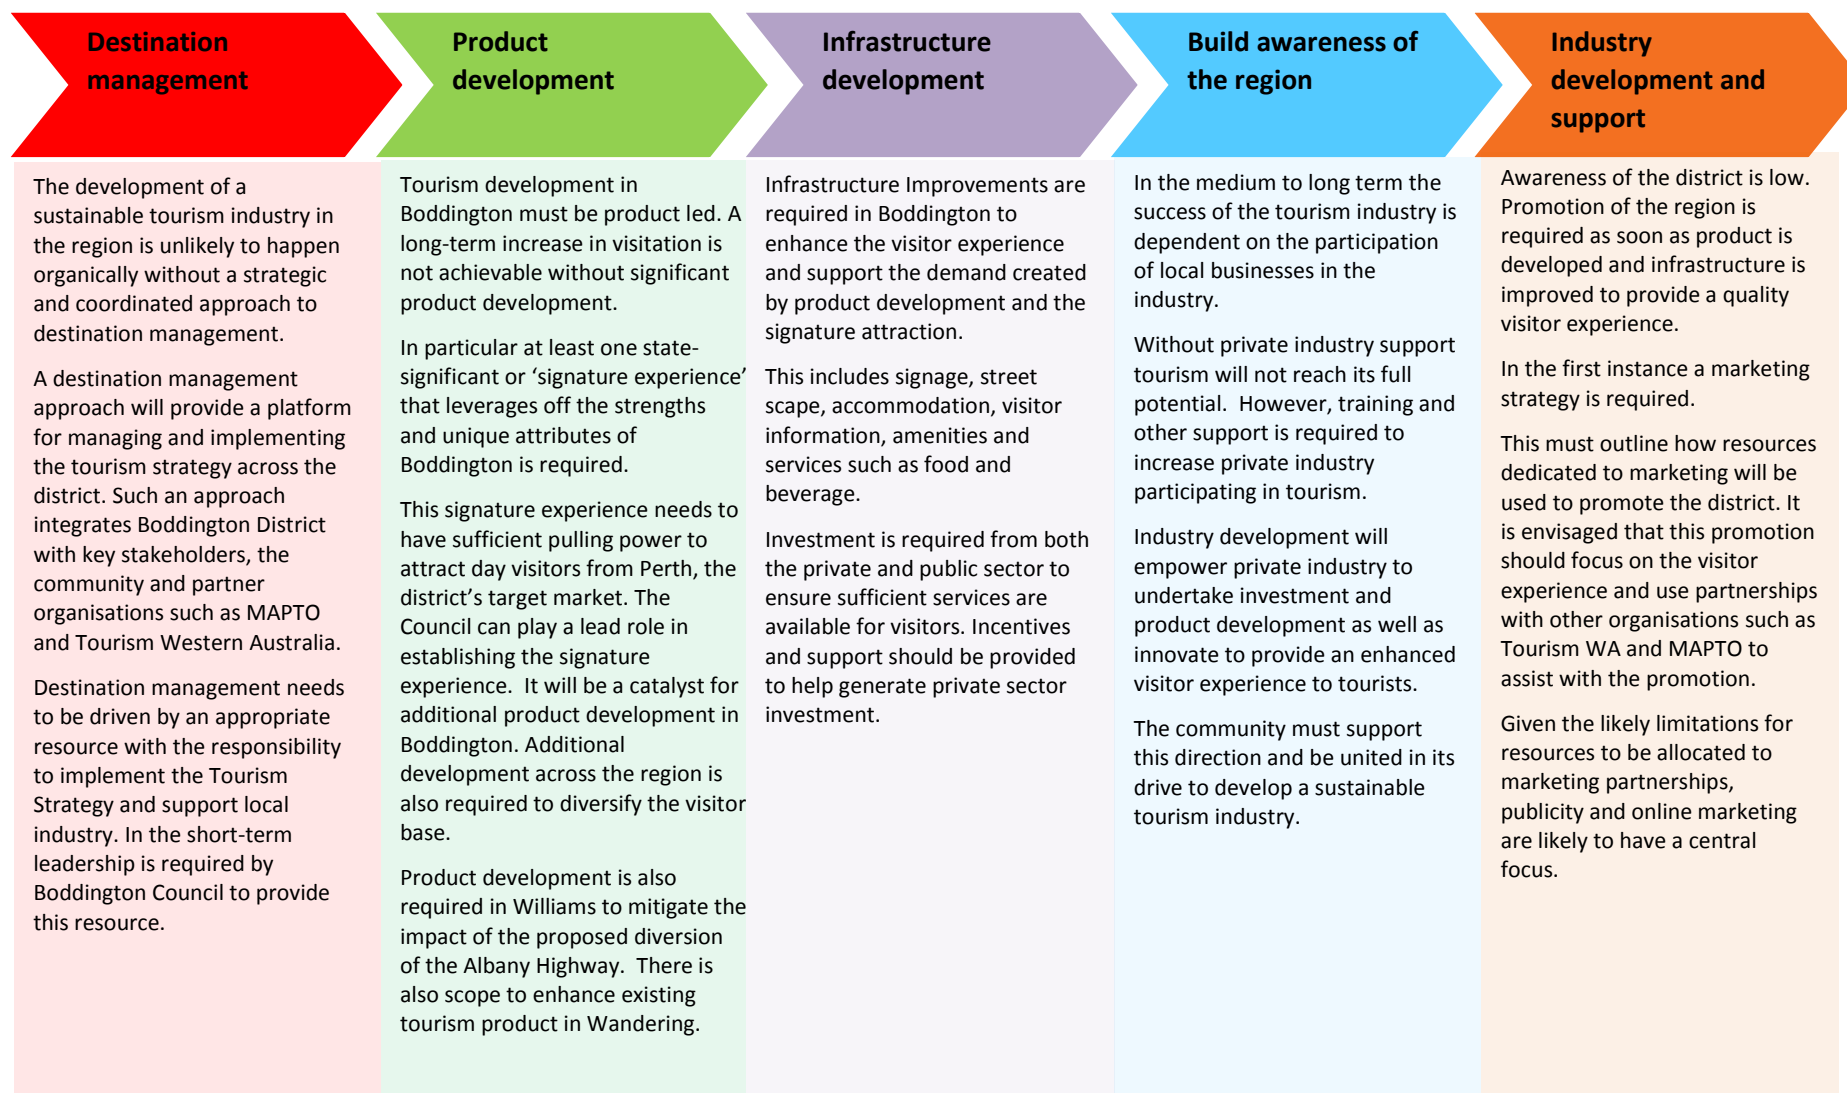 Destination
management
The development of a
sustainable tourism industry in
the region is unlikely to happen
organically without a strategic
and coordinated approach to
destination management.
A destination management
approach will provide a platform
for managing and implementing
the tourism strategy across the
district. Such an approach
integrates Boddington District
with key stakeholders, the
community and partner
organisations such as MAPTO
and Tourism Western Australia.
Destination management needs
to be driven by an appropriate
resource with the responsibility
to implement the Tourism
Strategy and support local
industry. In the short-term
leadership is required by
Boddington Council to provide
this resource.
Product
development
Tourism development in
Boddington must be product led. A
long-term increase in visitation is
not achievable without significant
product development.
In particular at least one state-
significant or ‘signature experience’
that leverages off the strengths
and unique attributes of
Boddington is required.
This signature experience needs to
have sufficient pulling power to
attract day visitors from Perth, the
district’s target market. The
Council can play a lead role in
establishing the signature
experience.  It will be a catalyst for
additional product development in
Boddington. Additional
development across the region is
also required to diversify the visitor
base.
Product development is also
required in Williams to mitigate the
impact of the proposed diversion
of the Albany Highway.  There is
also scope to enhance existing
tourism product in Wandering.
Infrastructure
development
Infrastructure Improvements are
required in Boddington to
enhance the visitor experience
and support the demand created
by product development and the
signature attraction.
This includes signage, street
scape, accommodation, visitor
information, amenities and
services such as food and
beverage.
Investment is required from both
the private and public sector to
ensure sufficient services are
available for visitors. Incentives
and support should be provided
to help generate private sector
investment.
Build awareness of
the region
In the medium to long term the
success of the tourism industry is
dependent on the participation
of local businesses in the
industry.
Without private industry support
tourism will not reach its full
potential.  However, training and
other support is required to
increase private industry
participating in tourism.
Industry development will
empower private industry to
undertake investment and
product development as well as
innovate to provide an enhanced
visitor experience to tourists.
The community must support
this direction and be united in its
drive to develop a sustainable
tourism industry.
Industry
development and
support
Awareness of the district is low.
Promotion of the region is
required as soon as product is
developed and infrastructure is
improved to provide a quality
visitor experience.
In the first instance a marketing
strategy is required.
This must outline how resources
dedicated to marketing will be
used to promote the district. It
is envisaged that this promotion
should focus on the visitor
experience and use partnerships
with other organisations such as
Tourism WA and MAPTO to
assist with the promotion.
Given the likely limitations for
resources to be allocated to
marketing partnerships,
publicity and online marketing
are likely to have a central
focus.